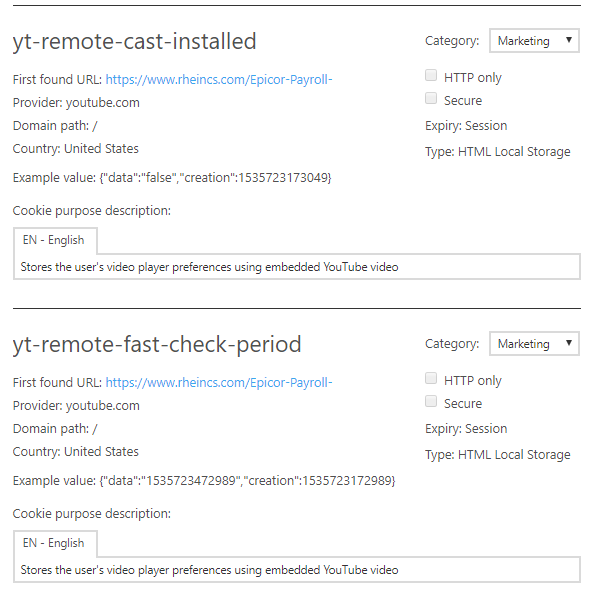 yt-remote-cast-installed
Category: Marketing
First found URL: https://www.rheincs.com/Epicor-Payroll-
HTTP only
Provider: youtube.com
Secure
Domain path: /
Expiry: Session
Country: United States
Type: HTML Local Storage
Example value: {"data":"false","creation":1535723173049}
Cookie purpose description:
EN - English
Stores the user's video player preferences using embedded YouTube video
yt-remote-fast-check-period
Category: Marketing
First found URL: https://www.rheincs.com/Epicor-Payroll-
HTTP only
Provider: youtube.com
Secure
Domain path: /
Expiry: Session
Country: United States
Type: HTML Local Storage
Example value: {"data":"1535723472989","creation":1535723172989}
Cookie purpose description:
EN - English
Stores the user's video player preferences using embedded YouTube video